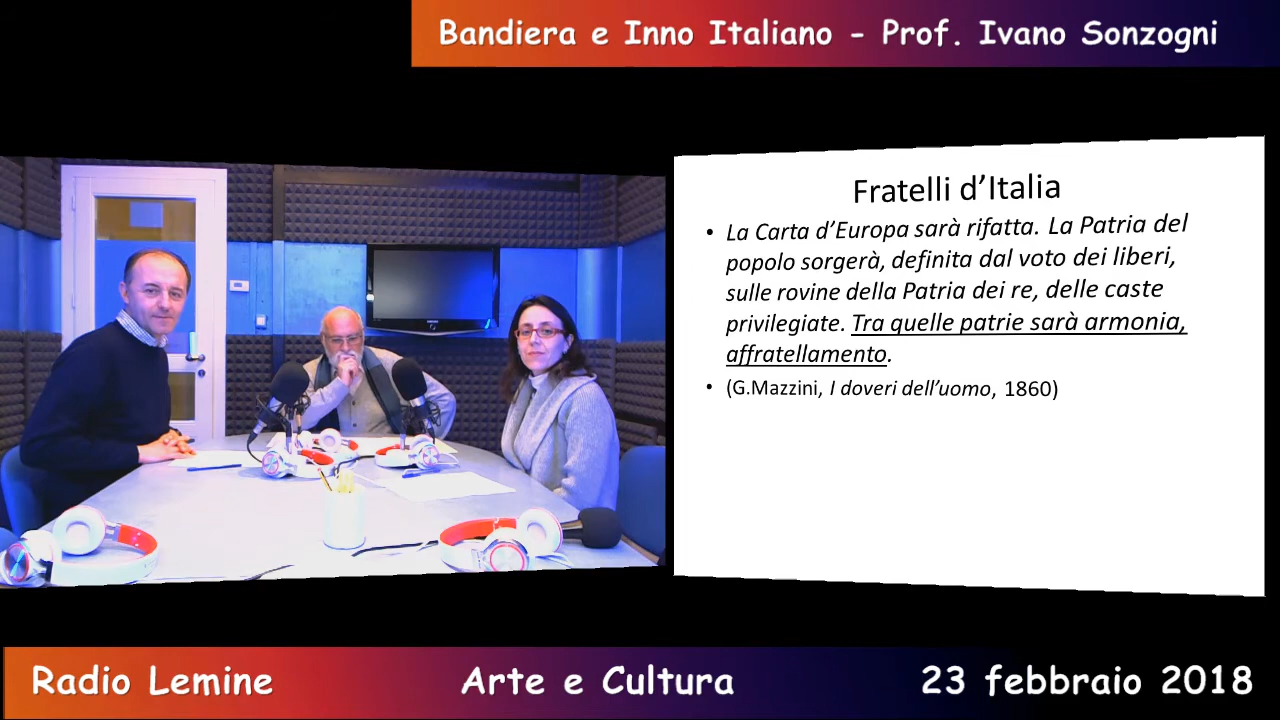 Bandiera e Inno Italiano - Prof. Ivano Sonzogni
Fratelli d'Italia
• La Carta d'Europa sarà rifatta. La Patria del
popolo sorgerà, definita dal voto dei liberi,
sulle rovine della Patria dei re, delle caste
privilegiate. Tra quelle patrie sarà armonia,
affratellamento.
• (G.Mazzini, I doveri dell'uomo, 1860)
Radio Lemine Arte e Cultura 23 febbraio 2018